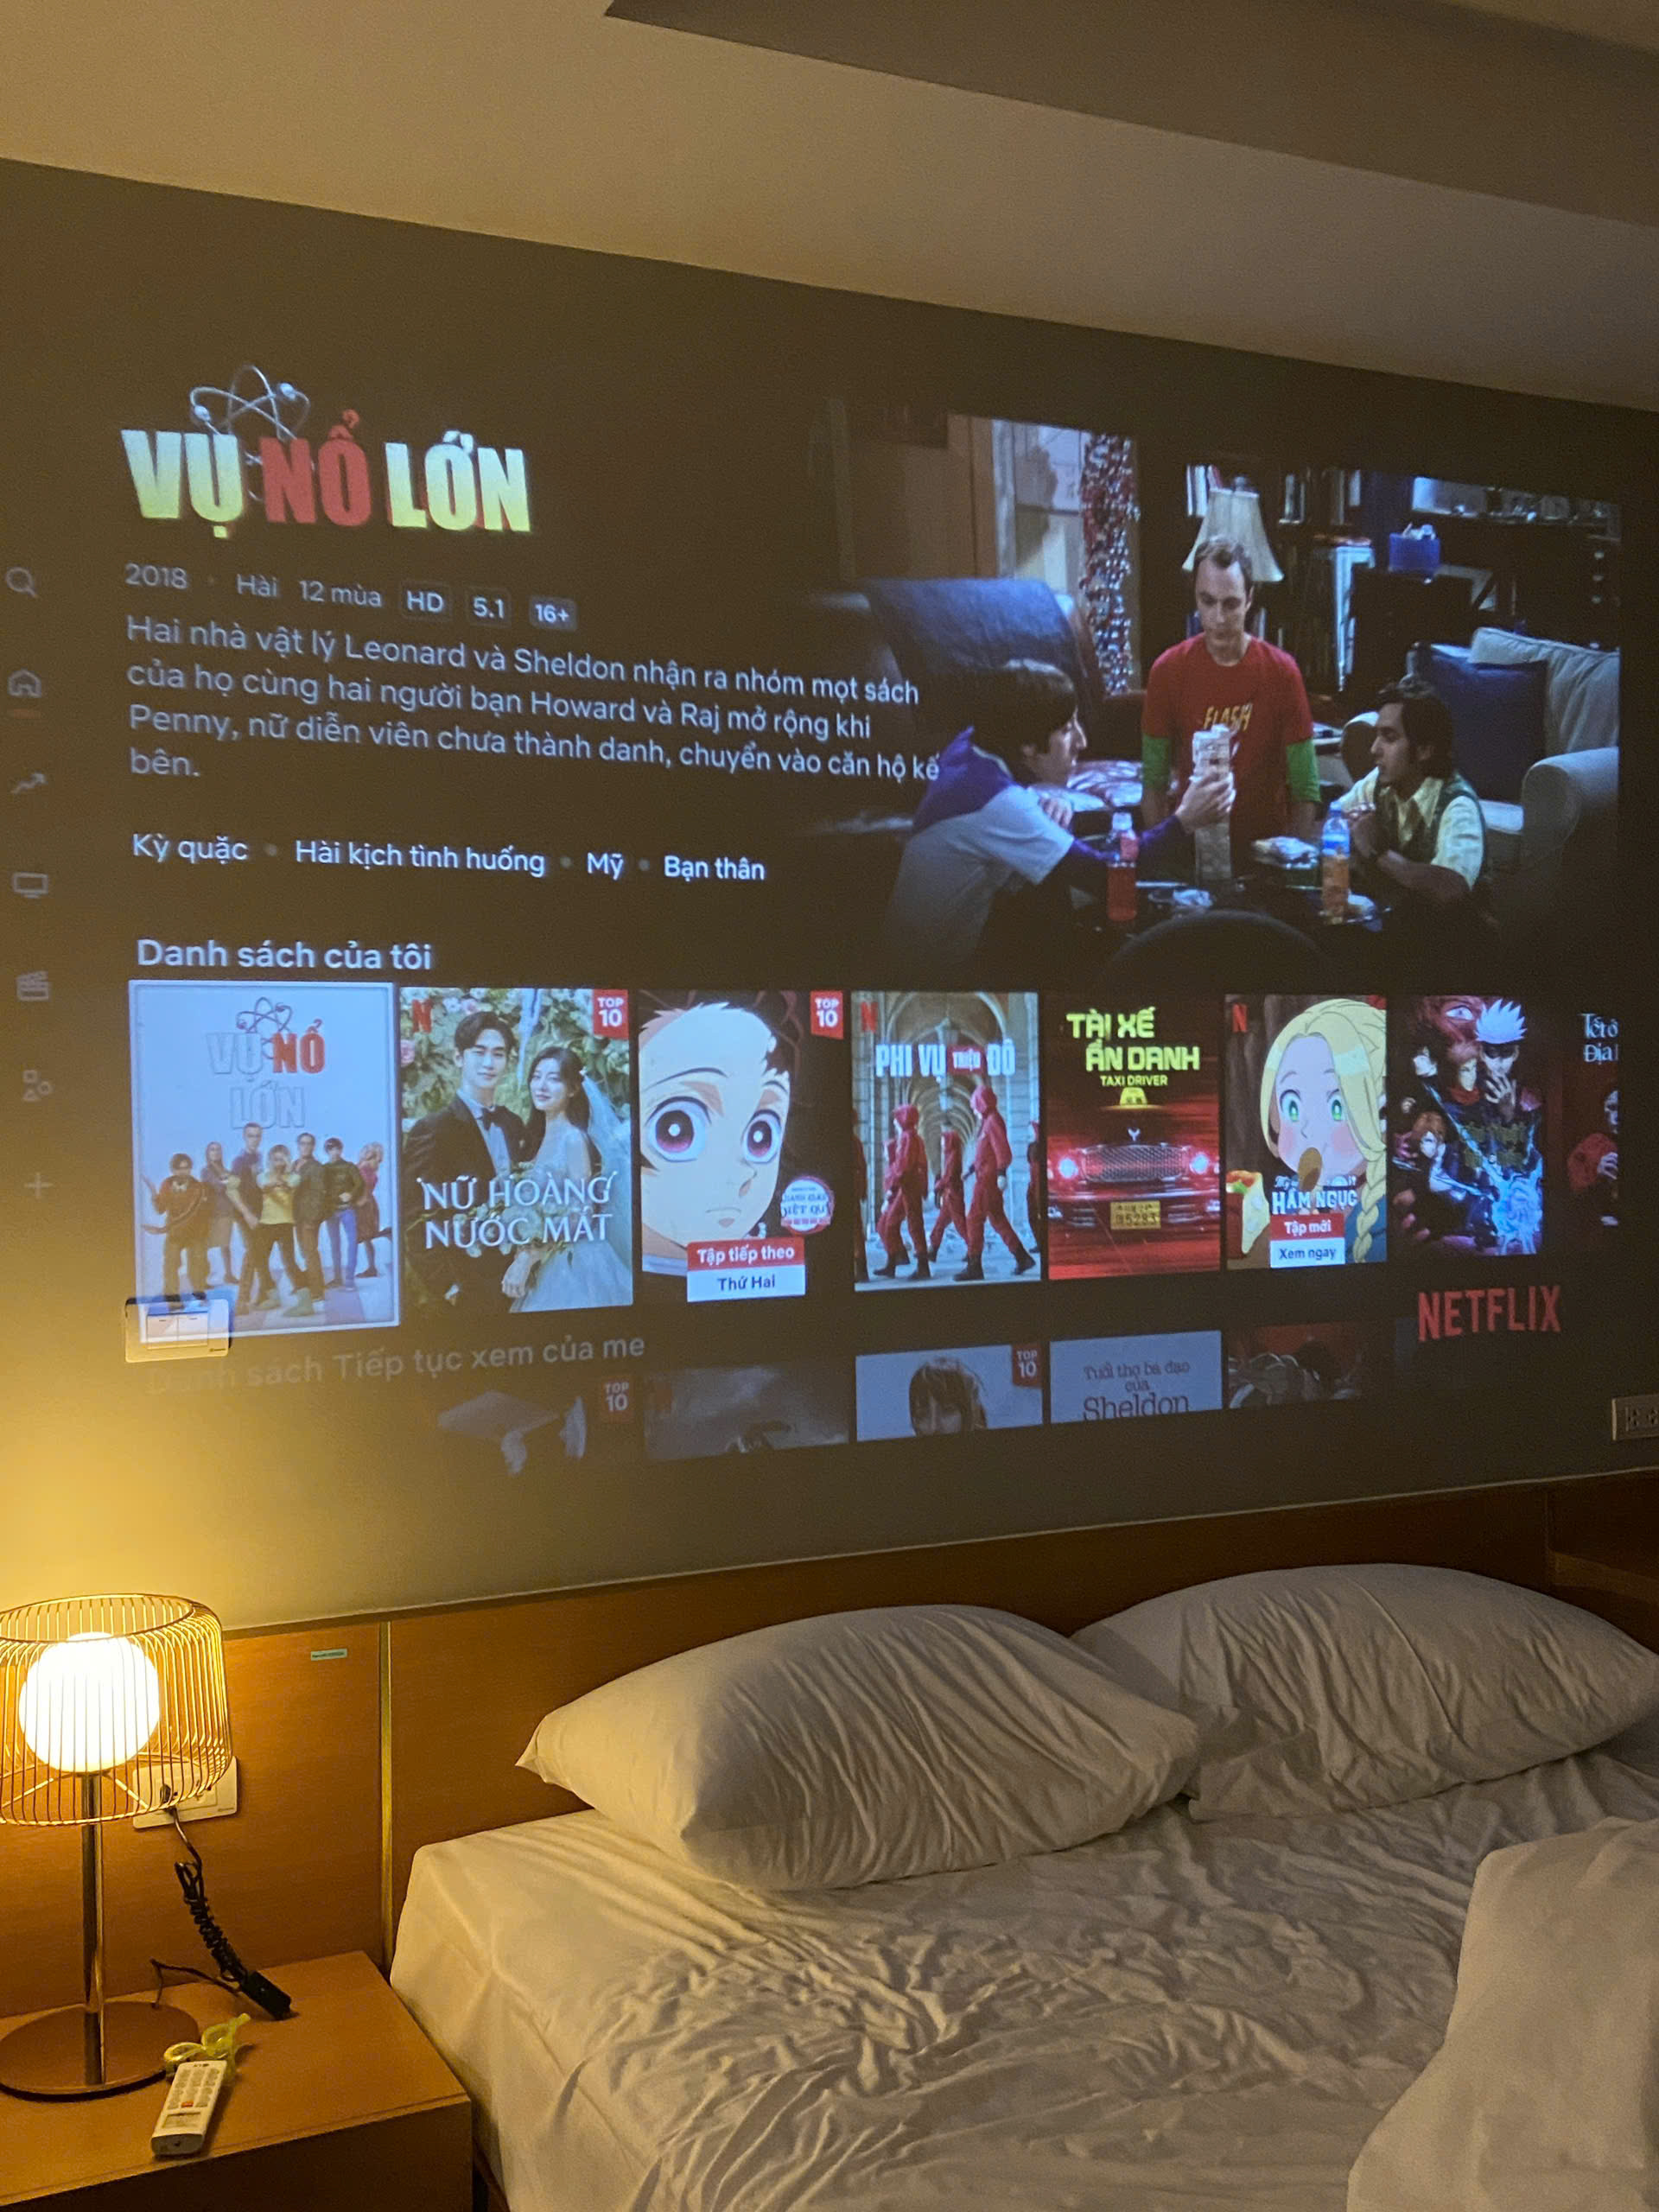 VỤ NỔ LỚN
2018 • Hài 12 mùa HD 5.1 16+
Hai nhà vật lý Leonard và Sheldon nhận ra nhóm mọt sách
của họ cùng hai người bạn Howard và Raj mở rộng khi
Penny, nữ diễn viên chưa thành danh, chuyển vào căn hộ kế
bên.
Kỳ quặc • Hài kịch tình huống • Mỹ • Bạn thân
FLASH
Danh sách của tôi
VỤ NỔ
LỚN
N
TOP
10
NỮ HOÀNG
NƯỚC MẮT
TOP
10
Tập tiếp theo
Thứ Hai
N
PHI VỤ TRIỆU ĐÔ
TÀI XẾ
ẨN DANH
TAXI DRIVER
N
HẦM NGỤC
Tập mới
Xem ngay
NETFLIX
Danh sách Tiếp tục xem của me
TOP
10
TOP
10
Tuổi thơ bá đạo
của
Sheldon